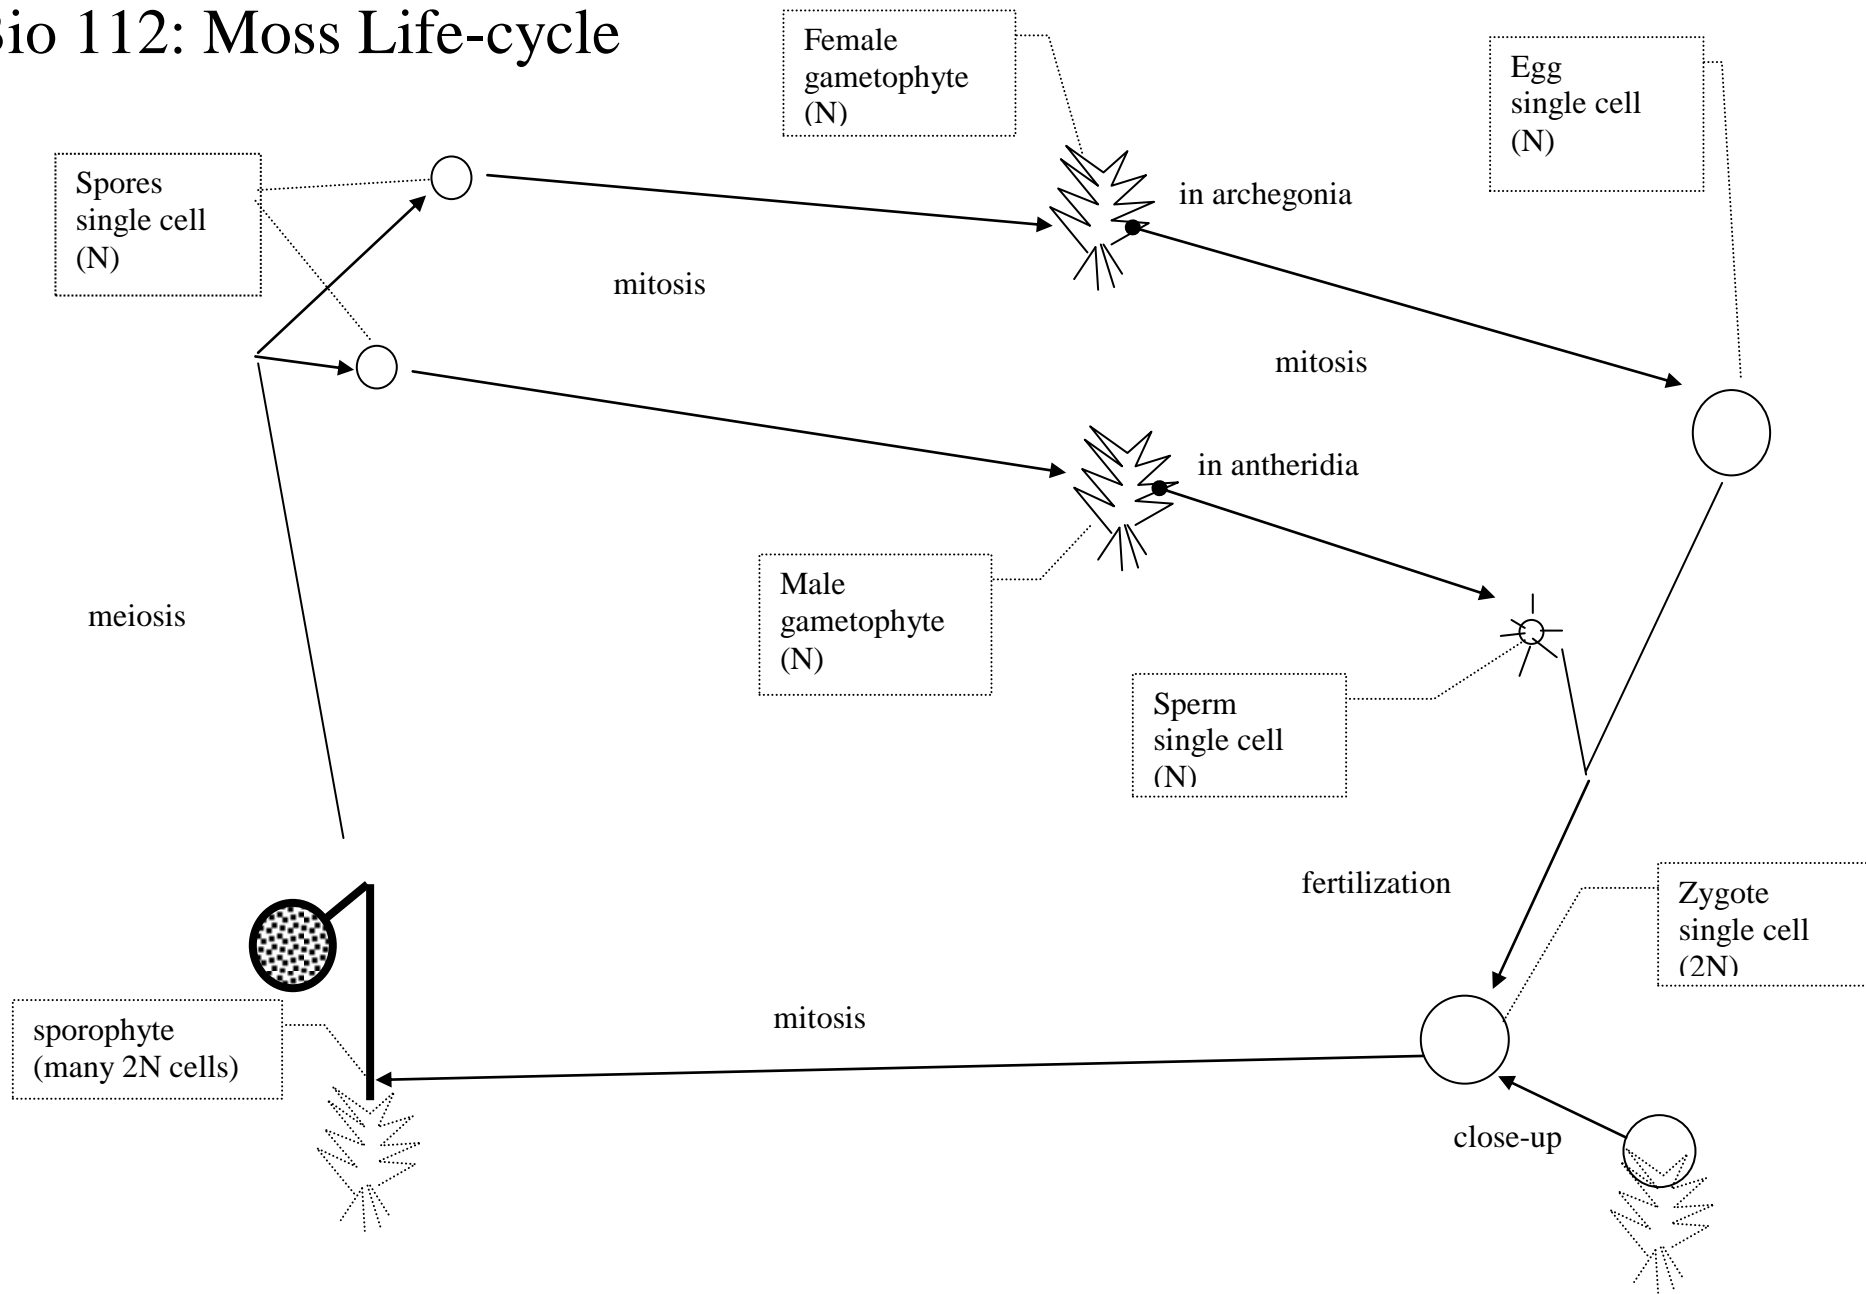 Bio 112: Moss Life-cycle
Female
gametophyte
(N)
Egg
single cell
(N)
Spores
single cell
(N)
in archegonia
mitosis
mitosis
in antheridia
Male
gametophyte
(N)
meiosis
Sperm
single cell
(N)
fertilization
Zygote
single cell
(2N)
sporophyte
(many 2N cells)
mitosis
close-up